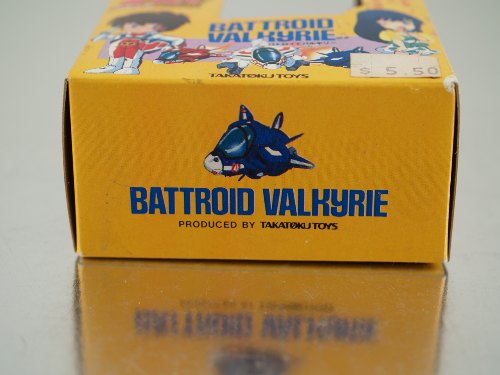 BATTROID
VALKYRIE
TAKATOKU TOYS
$ 5.50
BATTROID VALKYRIE
PRODUCED BY TAKATOKU TOYS